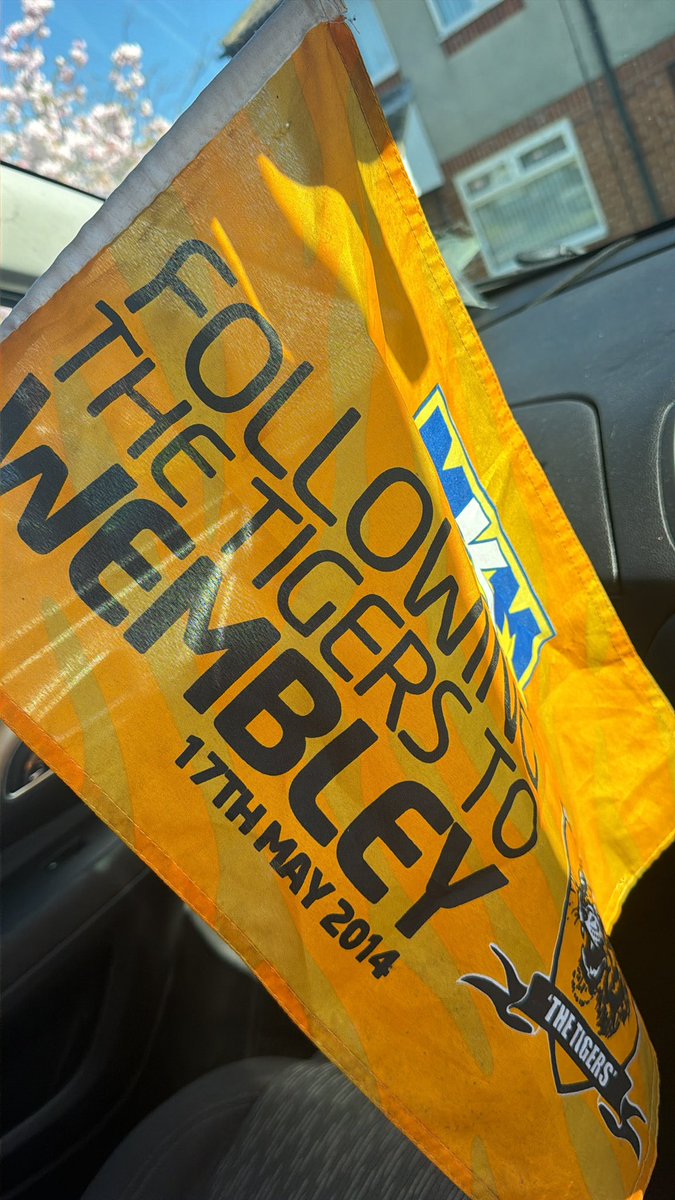 FOLLOWING
THE TIGERS TO
WEMBLEY
17TH MAY 2014
'THE TIGERS'